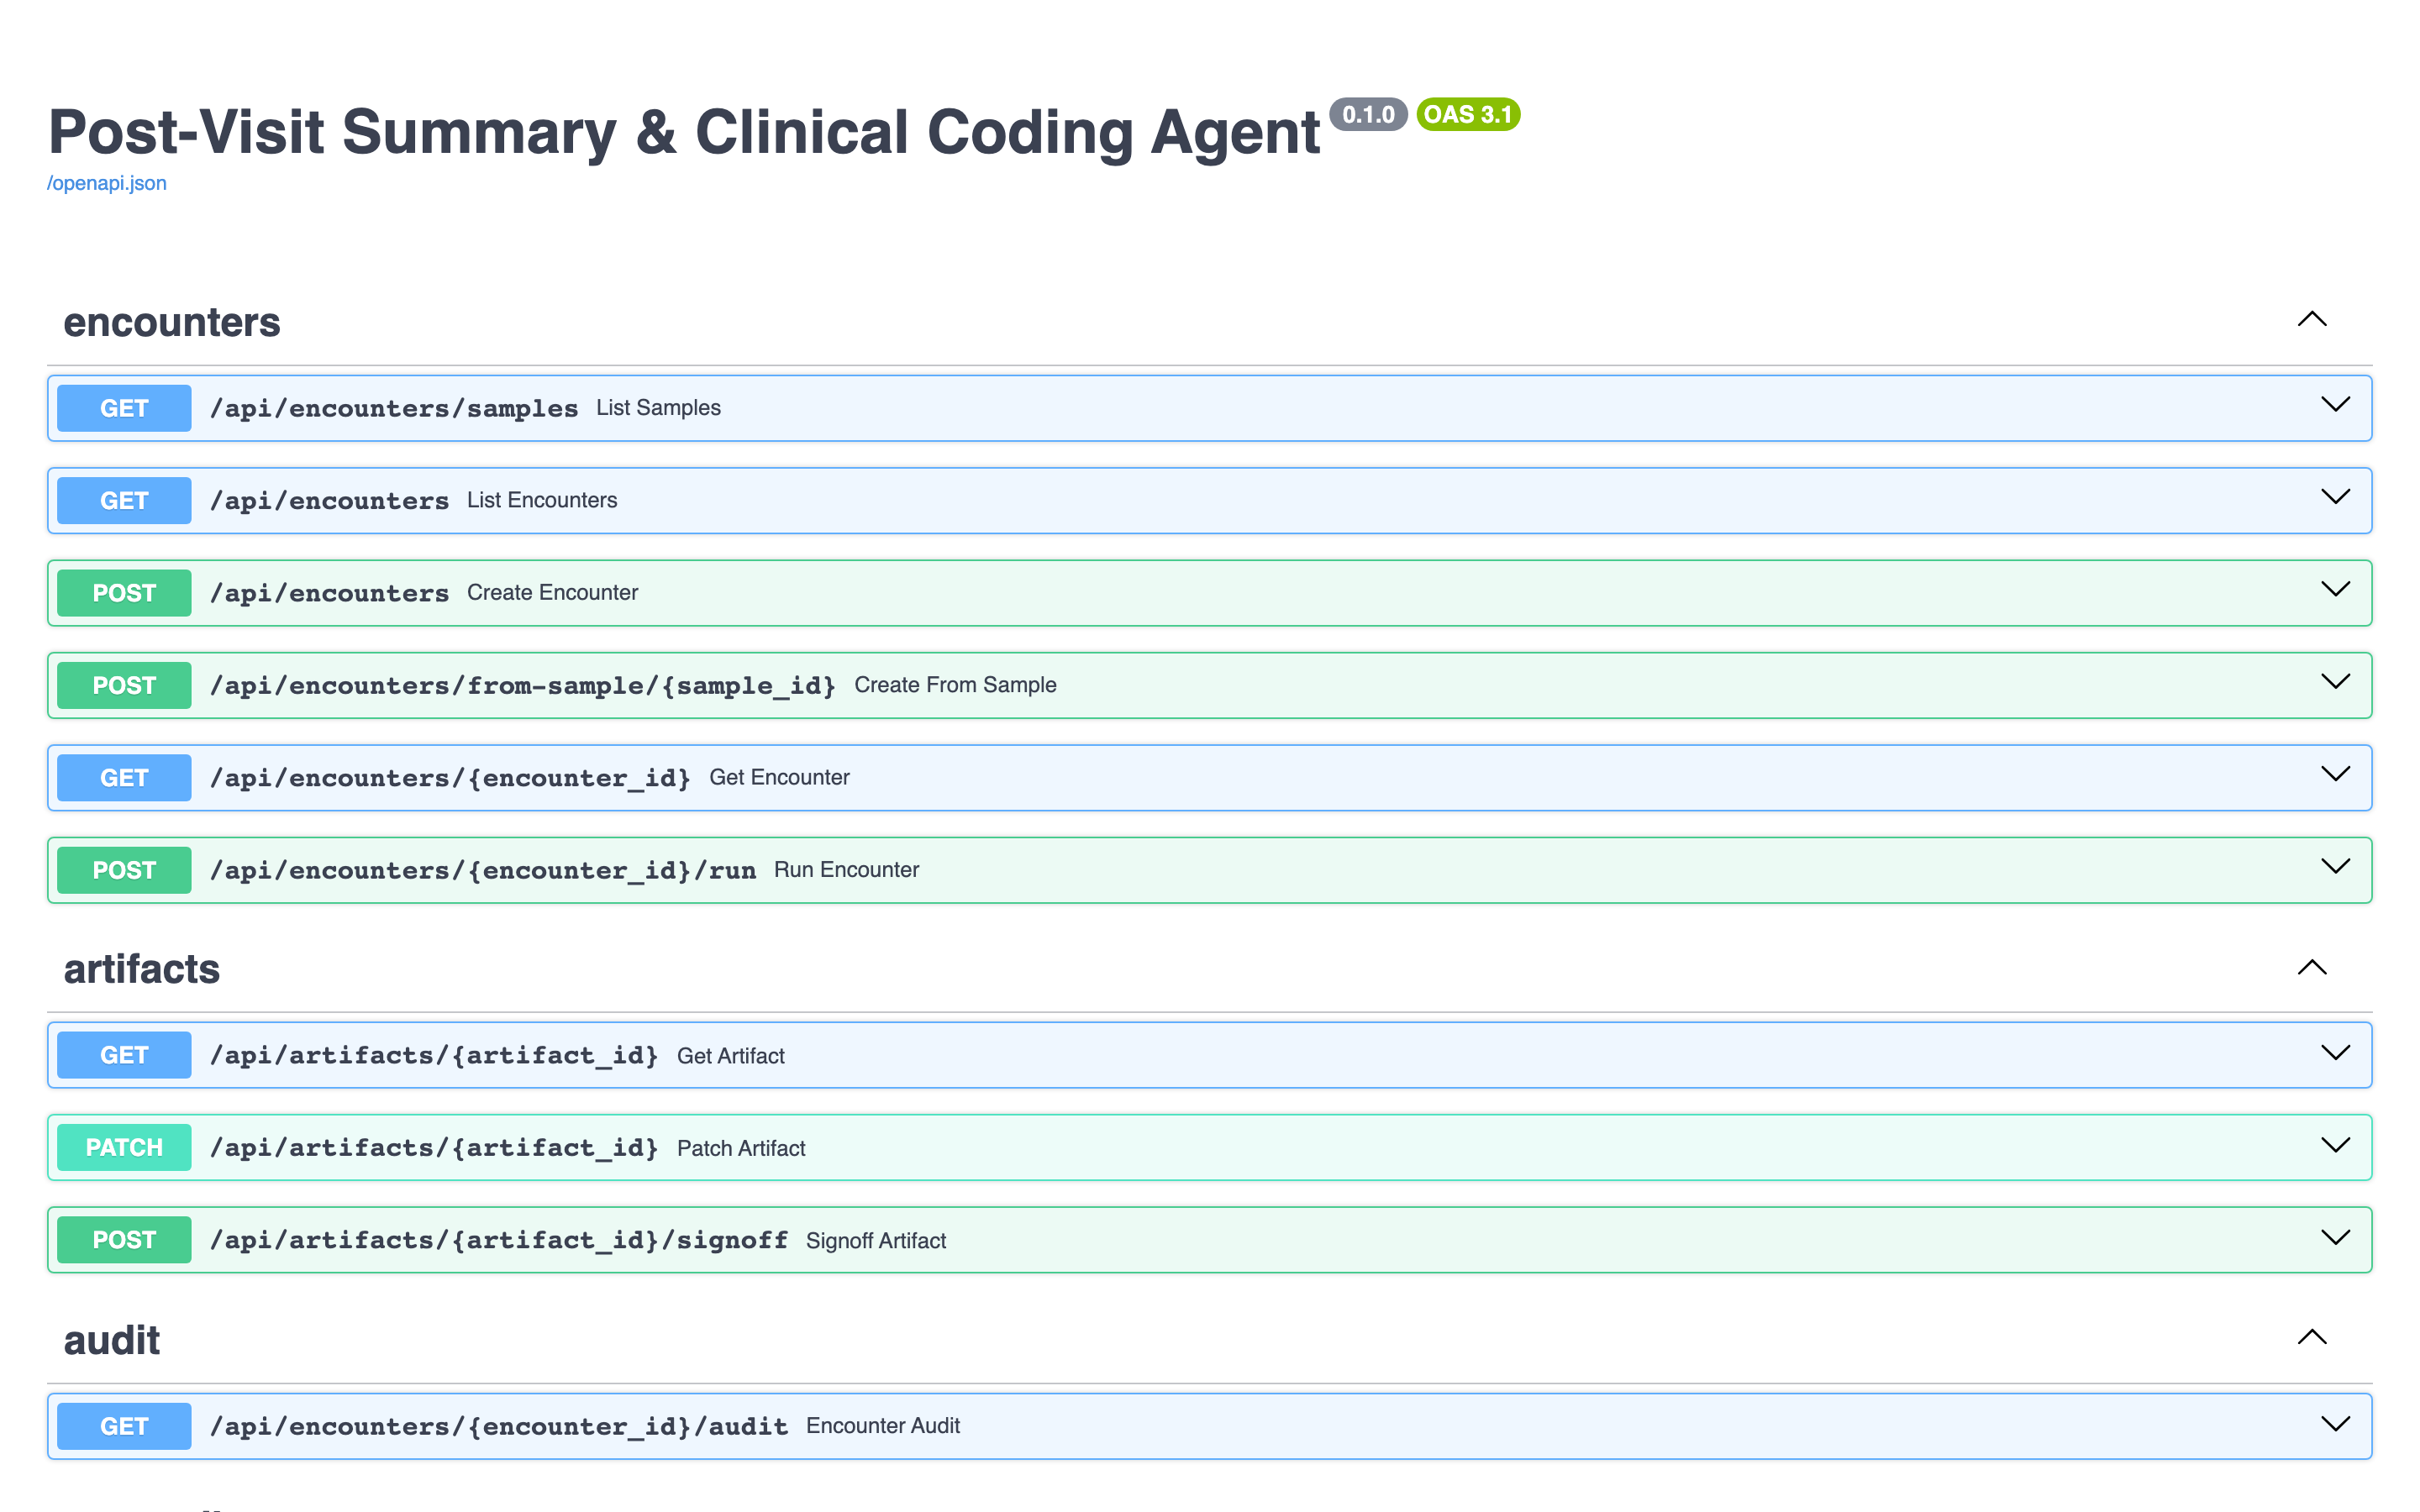 Post-Visit Summary & Clinical Coding Agent 0.1.0 OAS 3.1
/openapi.json
encounters
GET /api/encounters/samples List Samples
GET /api/encounters List Encounters
POST /api/encounters Create Encounter
POST /api/encounters/from-sample/{sample_id} Create From Sample
GET /api/encounters/{encounter_id} Get Encounter
POST /api/encounters/{encounter_id}/run Run Encounter
artifacts
GET /api/artifacts/{artifact_id} Get Artifact
PATCH /api/artifacts/{artifact_id} Patch Artifact
POST /api/artifacts/{artifact_id}/signoff Signoff Artifact
audit
GET /api/encounters/{encounter_id}/audit Encounter Audit